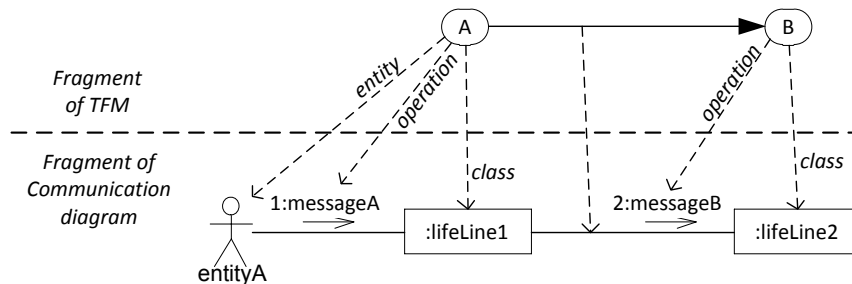 A
B
entity
operation
operation
Fragment
of TFM
Fragment of
Communication
diagram
class
class
1:messageA
2:messageB
:lifeLine1
:lifeLine2
entityA